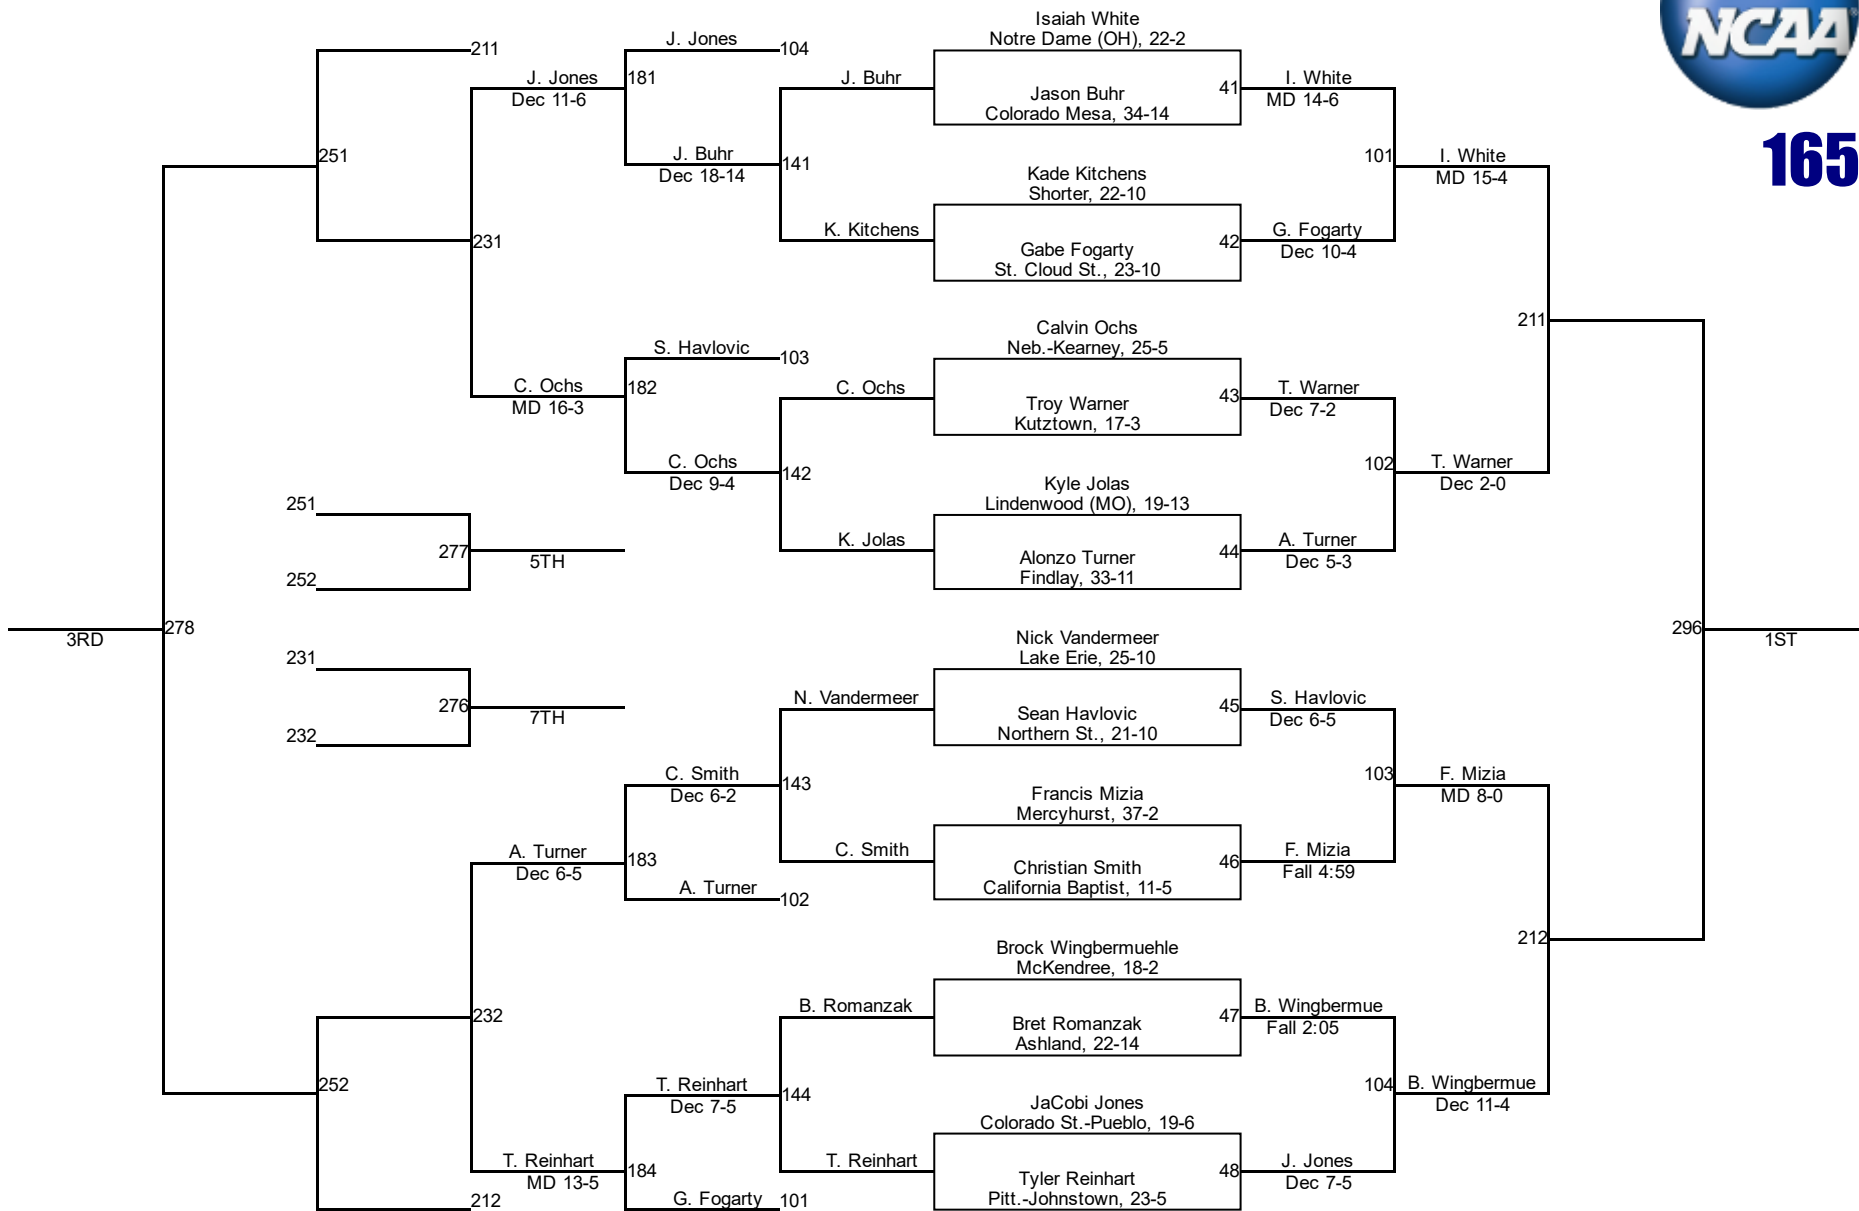 NCAA
165
Isaiah White
Notre Dame (OH), 22-2
211
J. Jones
104
J. Jones
Dec 11-6
181
J. Buhr
Jason Buhr
Colorado Mesa, 34-14
41
I. White
MD 14-6
251
J. Buhr
Dec 18-14
141
Kade Kitchens
Shorter, 22-10
101
I. White
MD 15-4
231
K. Kitchens
Gabe Fogarty
St. Cloud St., 23-10
42
G. Fogarty
Dec 10-4
211
S. Havlovic
103
Calvin Ochs
Neb.-Kearney, 25-5
C. Ochs
MD 16-3
182
C. Ochs
Troy Warner
Kutztown, 17-3
43
T. Warner
Dec 7-2
C. Ochs
Dec 9-4
142
Kyle Jolas
Lindenwood (MO), 19-13
102
T. Warner
Dec 2-0
251
277
5TH
252
K. Jolas
Alonzo Turner
Findlay, 33-11
44
A. Turner
Dec 5-3
3RD
278
231
276
7TH
232
Nick Vandermeer
Lake Erie, 25-10
296
1ST
N. Vandermeer
Sean Havlovic
Northern St., 21-10
45
S. Havlovic
Dec 6-5
C. Smith
Dec 6-2
143
Francis Mizia
Mercyhurst, 37-2
103
F. Mizia
MD 8-0
A. Turner
Dec 6-5
183
C. Smith
Christian Smith
California Baptist, 11-5
46
F. Mizia
Fall 4:59
A. Turner
102
212
Brock Wingbermuehle
McKendree, 18-2
232
B. Romanzak
Bret Romanzak
Ashland, 22-14
47
B. Wingbermue
Fall 2:05
252
T. Reinhart
Dec 7-5
144
JaCobi Jones
Colorado St.-Pueblo, 19-6
104
B. Wingbermue
Dec 11-4
T. Reinhart
MD 13-5
184
T. Reinhart
Tyler Reinhart
Pitt.-Johnstown, 23-5
48
J. Jones
Dec 7-5
212
G. Fogarty
101